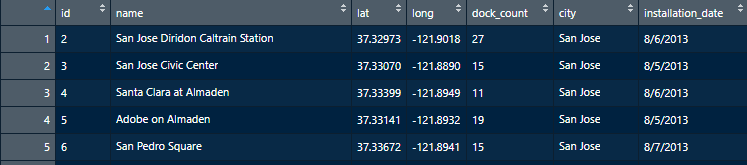 id name lat long dock_count city installation_date
1 2 San Jose Diridon Caltrain Station 37.32973 -121.9018 27 San Jose 8/6/2013
2 3 San Jose Civic Center 37.33070 -121.8890 15 San Jose 8/5/2013
3 4 Santa Clara at Almaden 37.33399 -121.8949 11 San Jose 8/6/2013
4 5 Adobe on Almaden 37.33141 -121.8932 19 San Jose 8/5/2013
5 6 San Pedro Square 37.33672 -121.8941 15 San Jose 8/7/2013